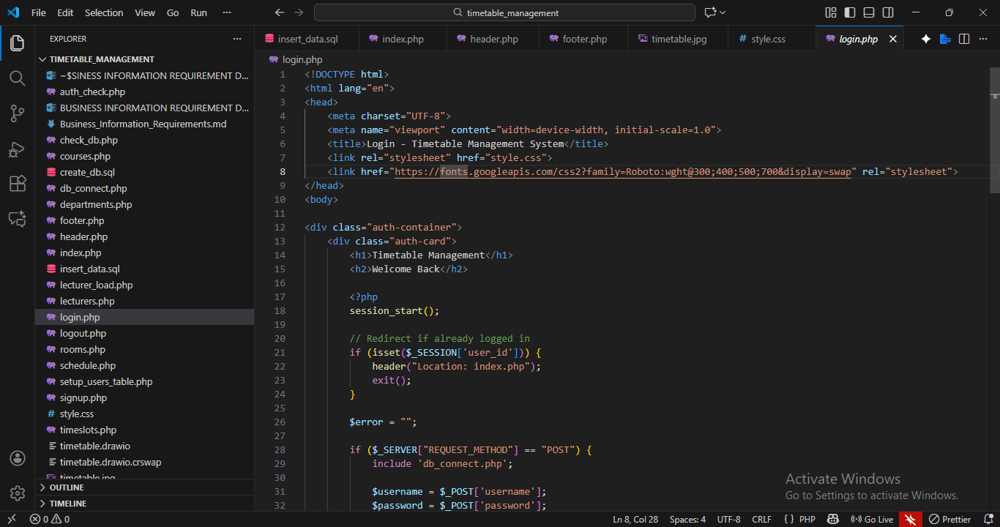 File Edit Selection View Go Run ··· timetable_management
EXPLORER ···
TIMETABLE_MANAGEMENT
~$SINESS INFORMATION REQUIREMENT D...
auth_check.php
BUSINESS INFORMATION REQUIREMENT D...
Business_Information_Requirements.md
check_db.php
courses.php
create_db.sql
db_connect.php
departments.php
footer.php
header.php
index.php
insert_data.sql
lecturer_load.php
lecturers.php
login.php
logout.php
rooms.php
schedule.php
setup_users_table.php
signup.php
style.css
timeslots.php
timetable.drawio
timetable.drawio.crswap
timetable.jpg
OUTLINE
TIMELINE
insert_data.sql index.php header.php footer.php timetable.jpg # style.css login.php
login.php
1 <!DOCTYPE html>
2 <html lang="en">
3 <head>
4 <meta charset="UTF-8">
5 <meta name="viewport" content="width=device-width, initial-scale=1.0">
6 <title>Login - Timetable Management System</title>
7 <link rel="stylesheet" href="style.css">
8 <link href="https://fonts.googleapis.com/css2?family=Roboto:wght@300;400;500;700&display=swap" rel="stylesheet">
9 </head>
10 <body>
11
12 <div class="auth-container">
13 <div class="auth-card">
14 <h1>Timetable Management</h1>
15 <h2>Welcome Back</h2>
16
17 <?php
18 session_start();
19
20 // Redirect if already logged in
21 if (isset($_SESSION['user_id'])) {
22 header("Location: index.php");
23 exit();
24 }
25
26 $error = "";
27
28 if ($_SERVER["REQUEST_METHOD"] == "POST") {
29 include 'db_connect.php';
30
31 $username = $_POST['username'];
32 $password = $_POST['password'];
Activate Windows
Go to Settings to activate Windows.
0 0 Ln 8, Col 28 Spaces: 4 UTF-8 CRLF {} PHP Go Live Prettier